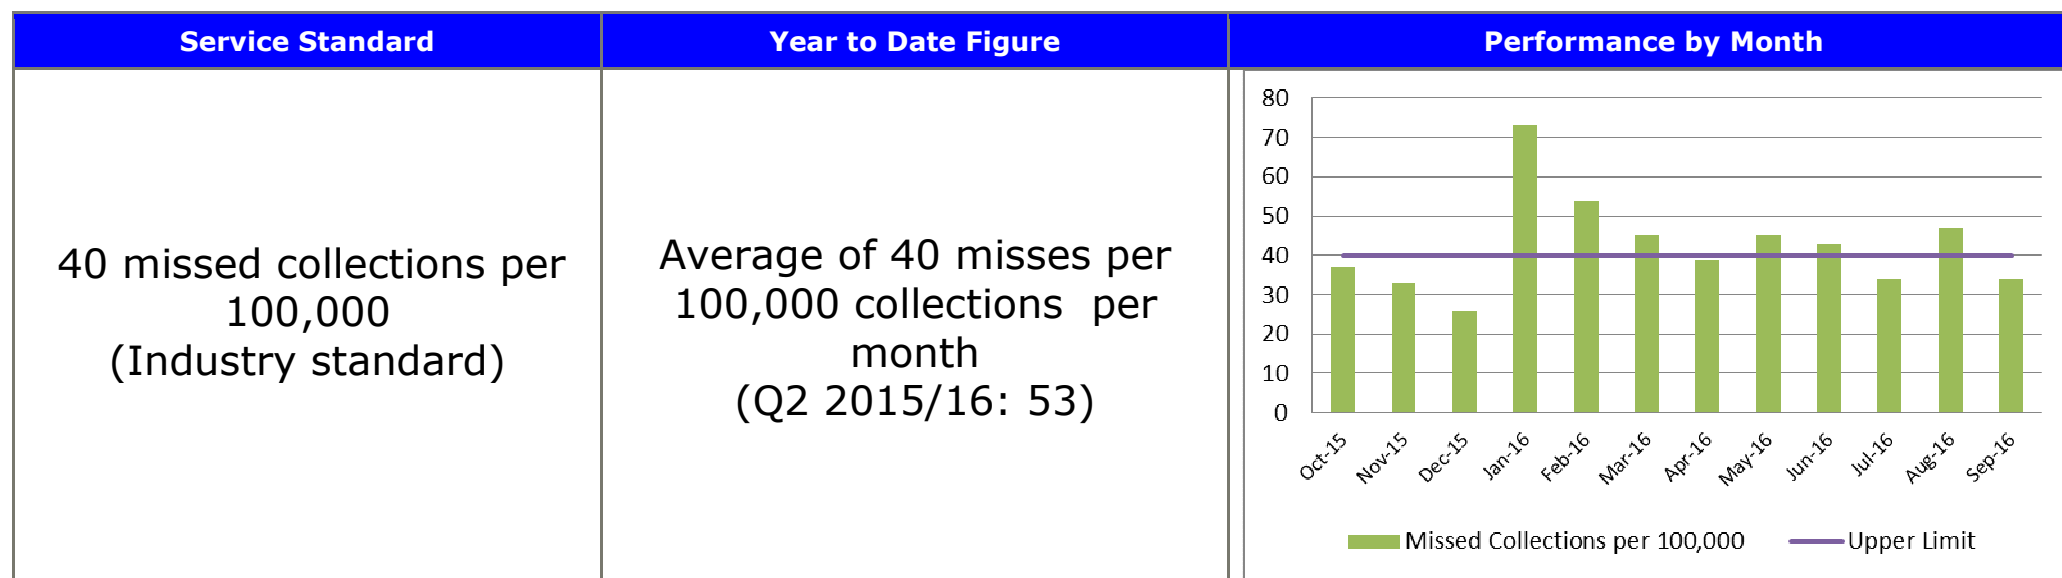 Service Standard
Year to Date Figure
Performance by Month
40 missed collections per
100,000
(Industry standard)
Average of 40 misses per
100,000 collections  per
month
(Q2 2015/16: 53)
80
70
60
50
40
30
20
10
0
Oct-15
Nov-15
Dec-15
Jan-16
Feb-16
Mar-16
Apr-16
May-16
Jun-16
Jul-16
Aug-16
Sep-16
Missed Collections per 100,000
Upper Limit